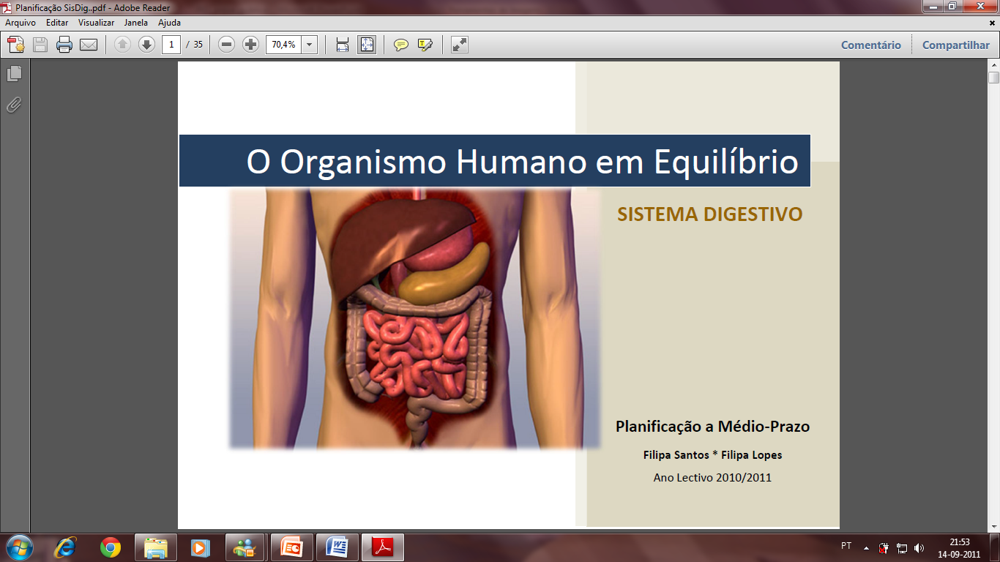 Planificação SisDig..pdf - Adobe Reader
Arquivo Editar Visualizar Janela Ajuda
1 / 35 70,4% Comentário Compartilhar
O Organismo Humano em Equilíbrio
SISTEMA DIGESTIVO
Planificação a Médio-Prazo
Filipa Santos * Filipa Lopes
Ano Lectivo 2010/2011
PT
21:53
14-09-2011